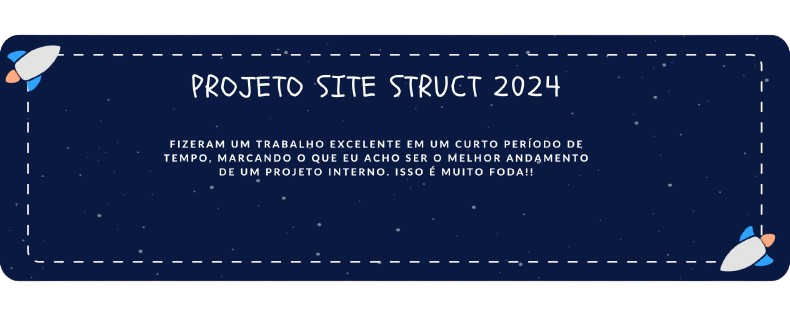 PROJETO SITE STRUCT 2024
FIZERAM UM TRABALHO EXCELENTE EM UM CURTO PERÍODO DE
TEMPO, MARCANDO O QUE EU ACHO SER O MELHOR ANDAMENTO
DE UM PROJETO INTERNO. ISSO É MUITO FODA!!